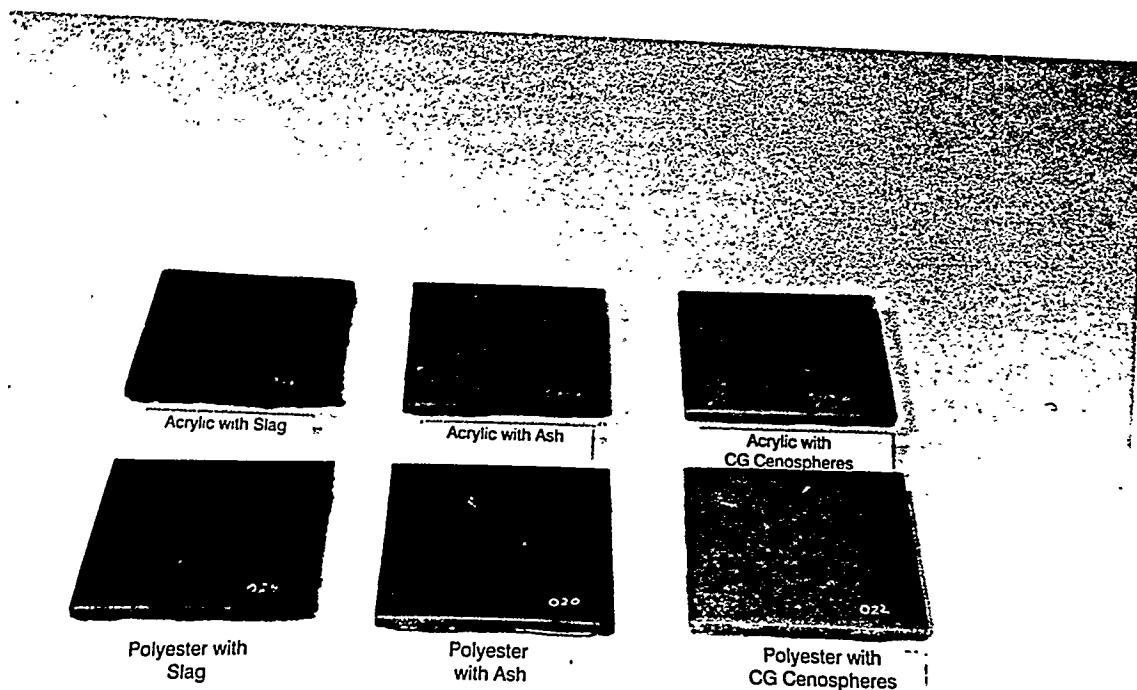 Acrylic with Slag
Acrylic with Ash
Acrylic with
CG Cenospheres
020
022
Polyester with
Slag
Polyester
with Ash
Polyester with
CG Cenospheres